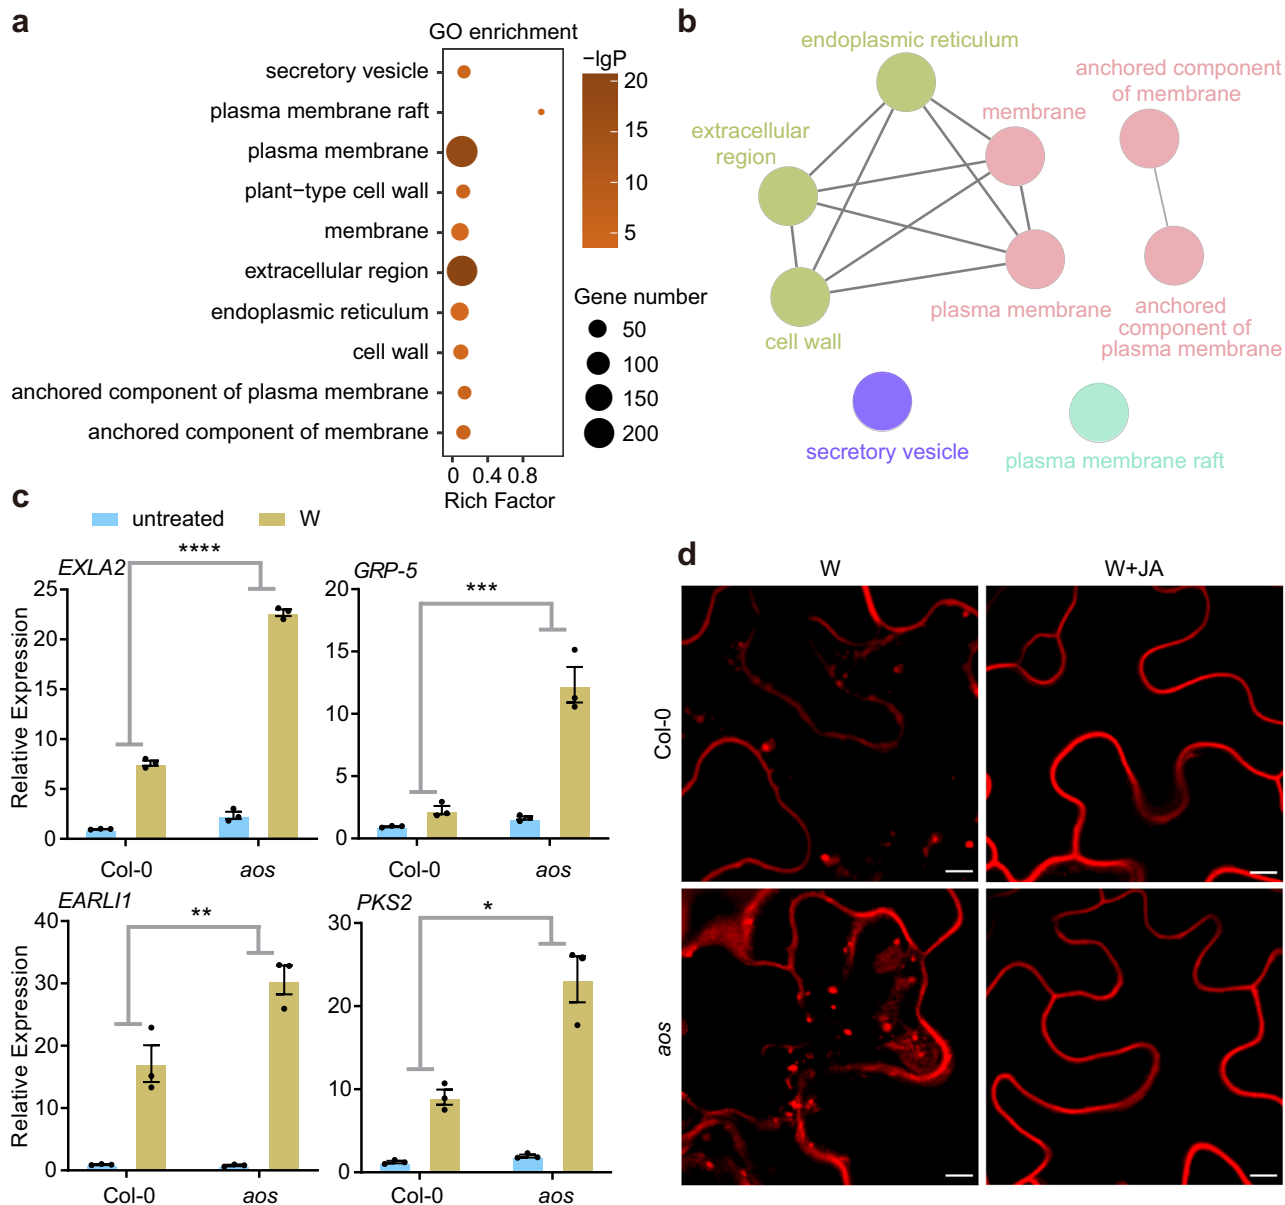 a
GO enrichment
secretory vesicle
plasma membrane raft
plasma membrane
plant−type cell wall
membrane
extracellular region
endoplasmic reticulum
cell wall
anchored component of plasma membrane
anchored component of membrane
0 0.4 0.8
Rich Factor
−lgP
20
15
10
5
Gene number
50
100
150
200
b
endoplasmic reticulum
anchored component
of membrane
membrane
extracellular
region
plasma membrane
anchored
component of
plasma membrane
cell wall
secretory vesicle
plasma membrane raft
c
untreated
W
EXLA2
****
Relative Expression
25
20
15
10
5
0
Col-0
aos
GRP-5
***
20
15
10
5
0
Col-0
aos
EARLI1
**
Relative Expression
40
30
20
10
0
Col-0
aos
PKS2
*
30
20
10
0
Col-0
aos
d
W
W+JA
Col-0
aos